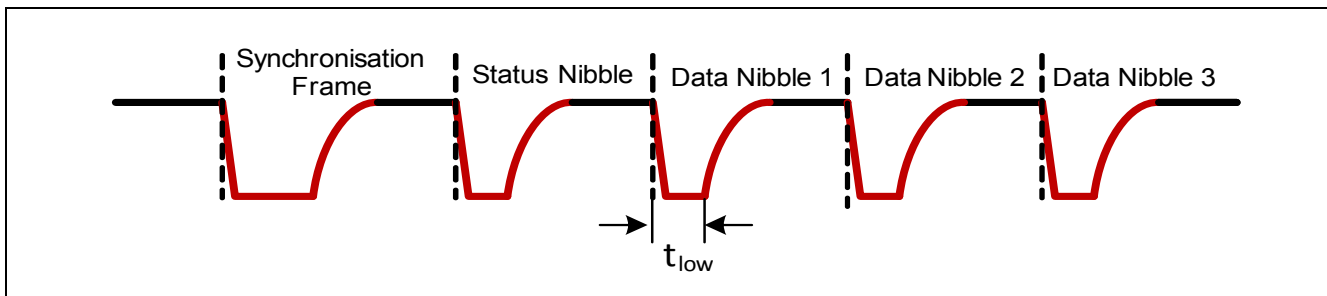 Synchronisation
Frame
Status Nibble
Data Nibble 1
Data Nibble 2
Data Nibble 3
tlow